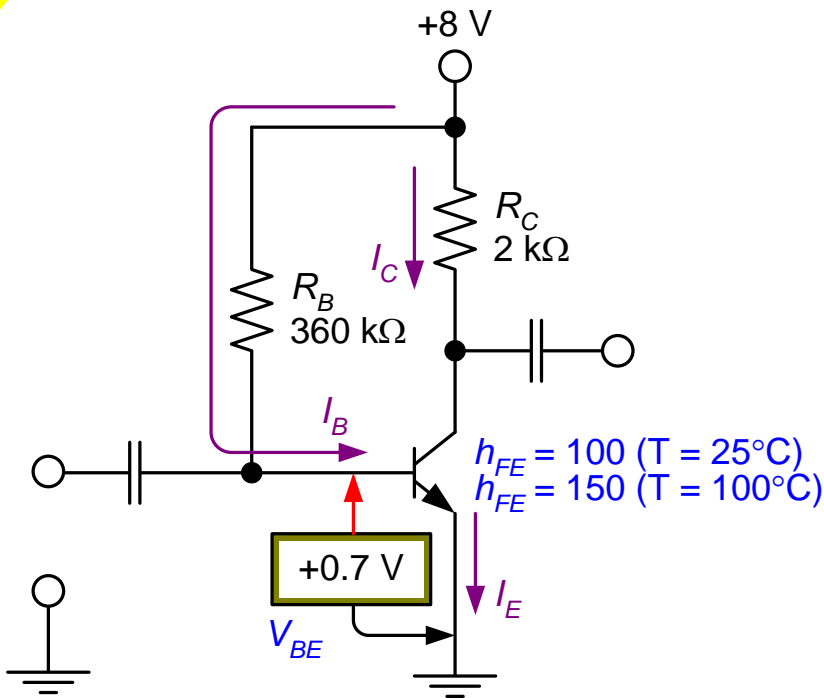 +8 V
R_C
2 kΩ
I_C
R_B
360 kΩ
I_B
h_FE = 100 (T = 25°C)
h_FE = 150 (T = 100°C)
+0.7 V
I_E
V_BE